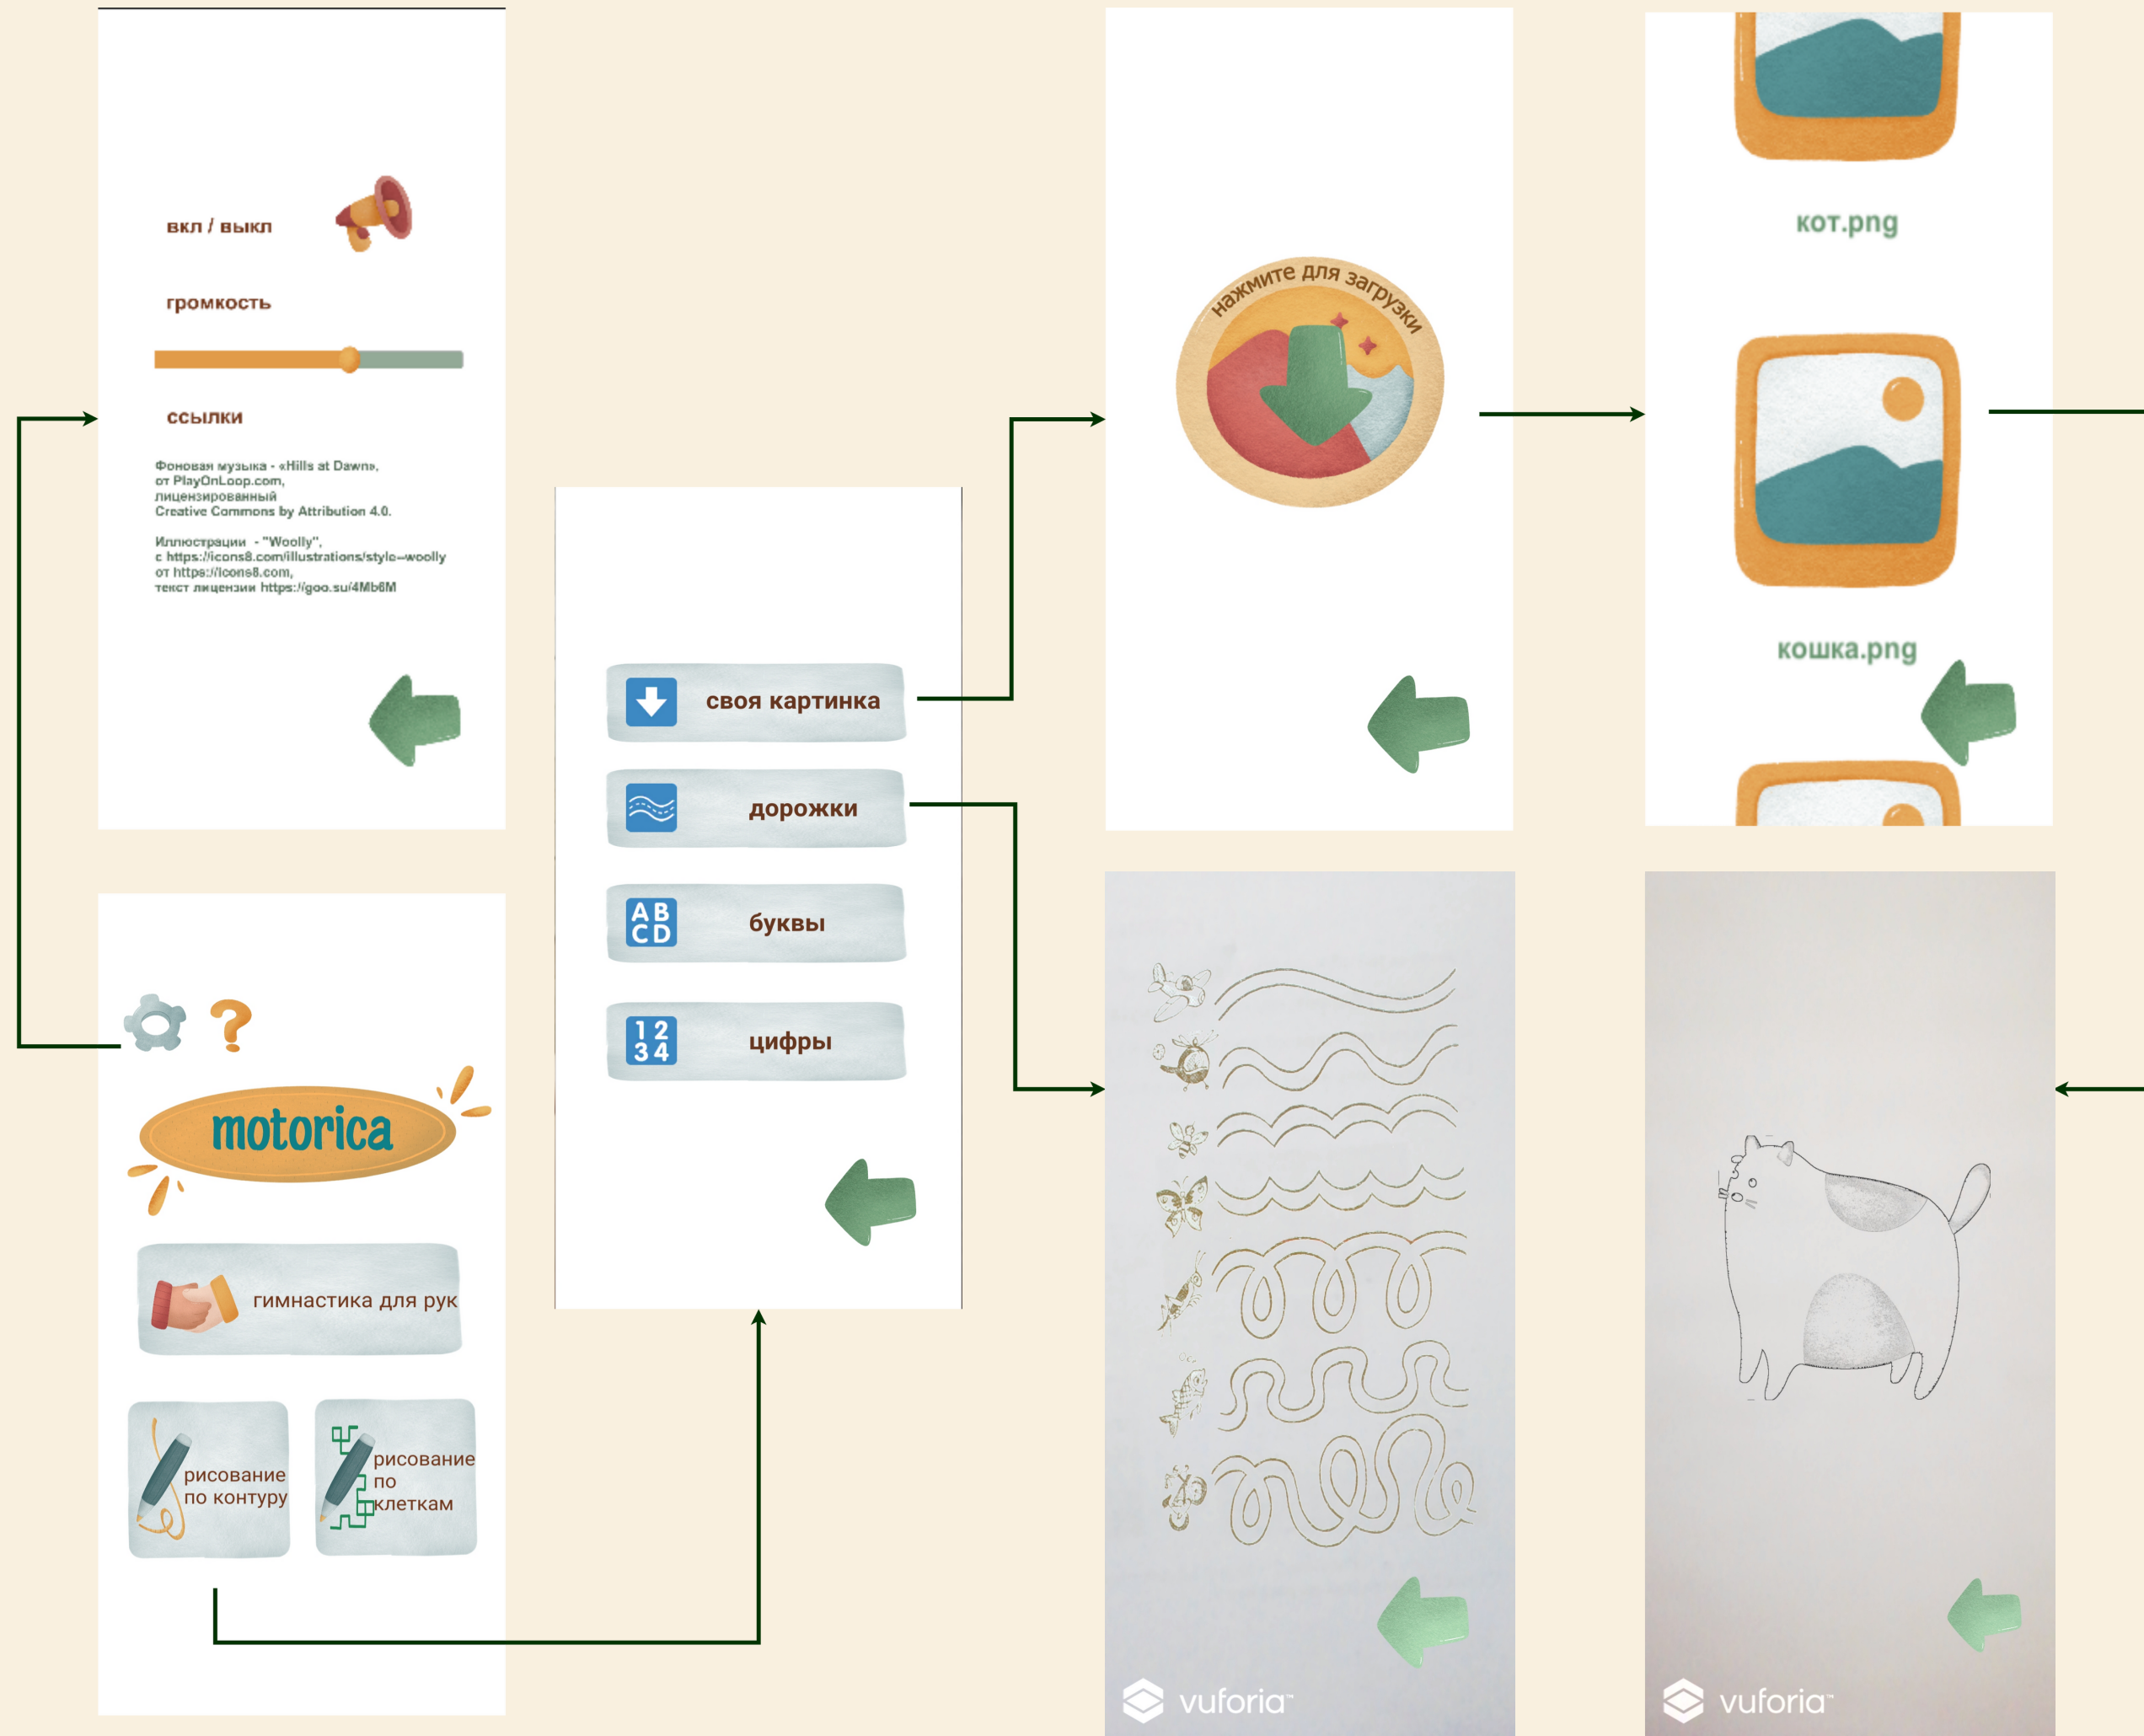 вкл / выкл
громкость
ссылки
Фоновая музыка - «Hills at Dawn»,
от PlayOnLoop.com,
лицензированный
Creative Commons by Attribution 4.0.
Иллюстрации - "Woolly",
с https://icons8.com/illustrations/style--woolly
от https://icons8.com,
текст лицензии https://goo.su/4Mb6M
motorica
гимнастика для рук
рисование
по контуру
рисование
по
клеткам
своя картинка
дорожки
AB
CD
буквы
12
34
цифры
нажмите для загрузки
кот.png
кошка.png
vuforia™
vuforia™